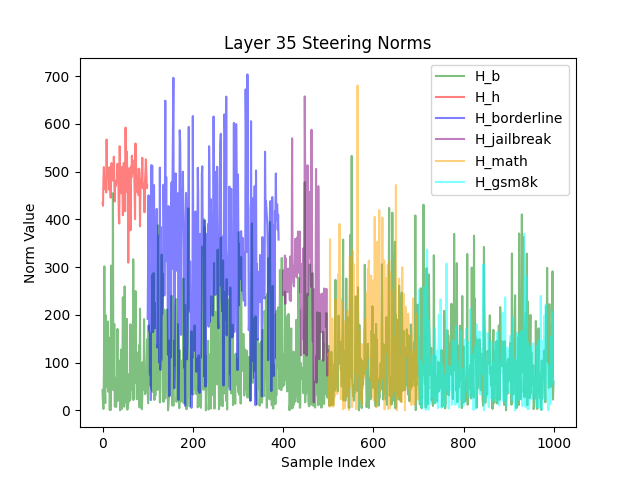 Layer 35 Steering Norms
H_b
H_h
H_borderline
H_jailbreak
H_math
H_gsm8k
Norm Value
700
600
500
400
300
200
100
0
0 200 400 600 800 1000
Sample Index